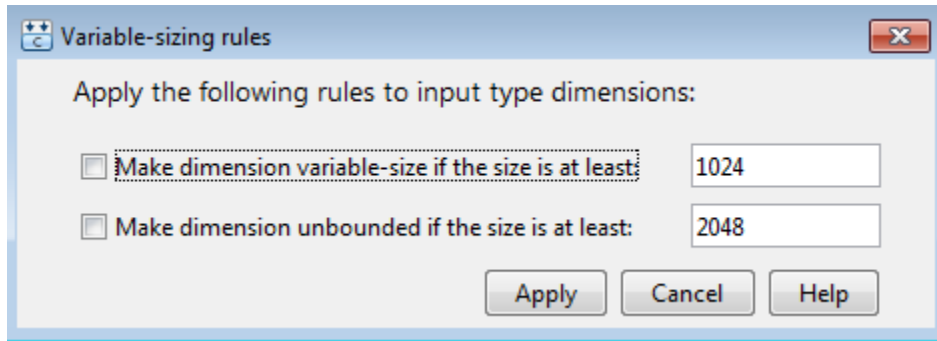 Variable-sizing rules
Apply the following rules to input type dimensions:
Make dimension variable-size if the size is at least: 1024
Make dimension unbounded if the size is at least: 2048
Apply Cancel Help